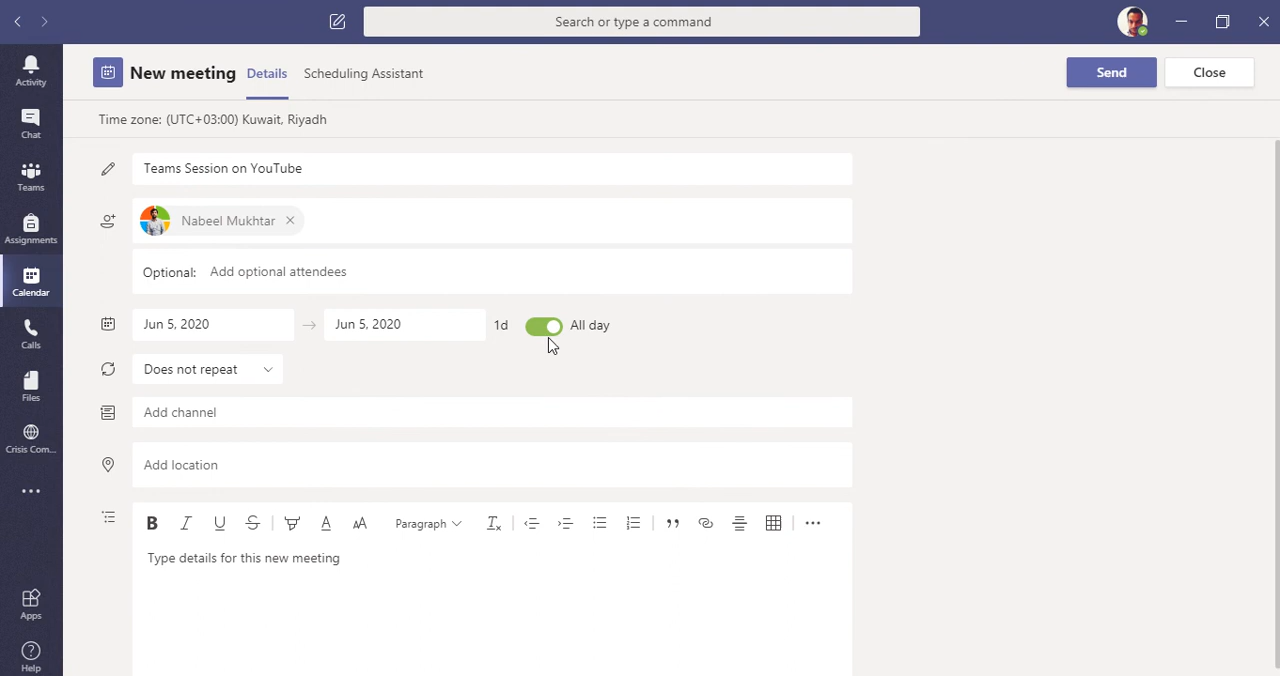 Search or type a command
Activity
Chat
Teams
Assignments
Calendar
Calls
Files
Crisis Com...
Apps
Help
New meeting Details Scheduling Assistant Send Close
Time zone: (UTC+03:00) Kuwait, Riyadh
Teams Session on YouTube
Nabeel Mukhtar
Optional: Add optional attendees
Jun 5, 2020 → Jun 5, 2020 1d All day
Does not repeat
Add channel
Add location
B I U S A AA Paragraph Tx
Type details for this new meeting